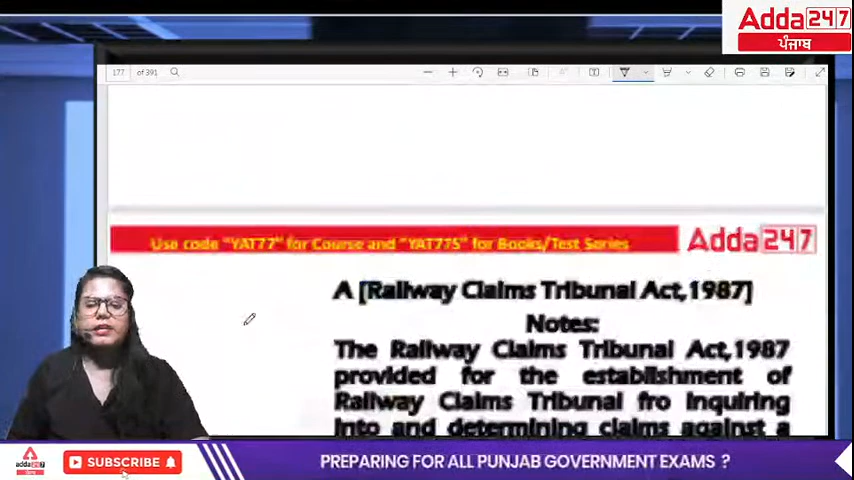 Adda247
ਪੰਜਾਬ
177 of 391
Use code "YAT77" for Course and "YAT77S" for Books/Test Series
Adda247
A [Railway Claims Tribunal Act,1987]
Notes:
The Railway Claims Tribunal Act,1987
provided for the establishment of
Railway Claims Tribunal fro inquiring
into and determining claims against a
adda247
SUBSCRIBE
PREPARING FOR ALL PUNJAB GOVERNMENT EXAMS ?